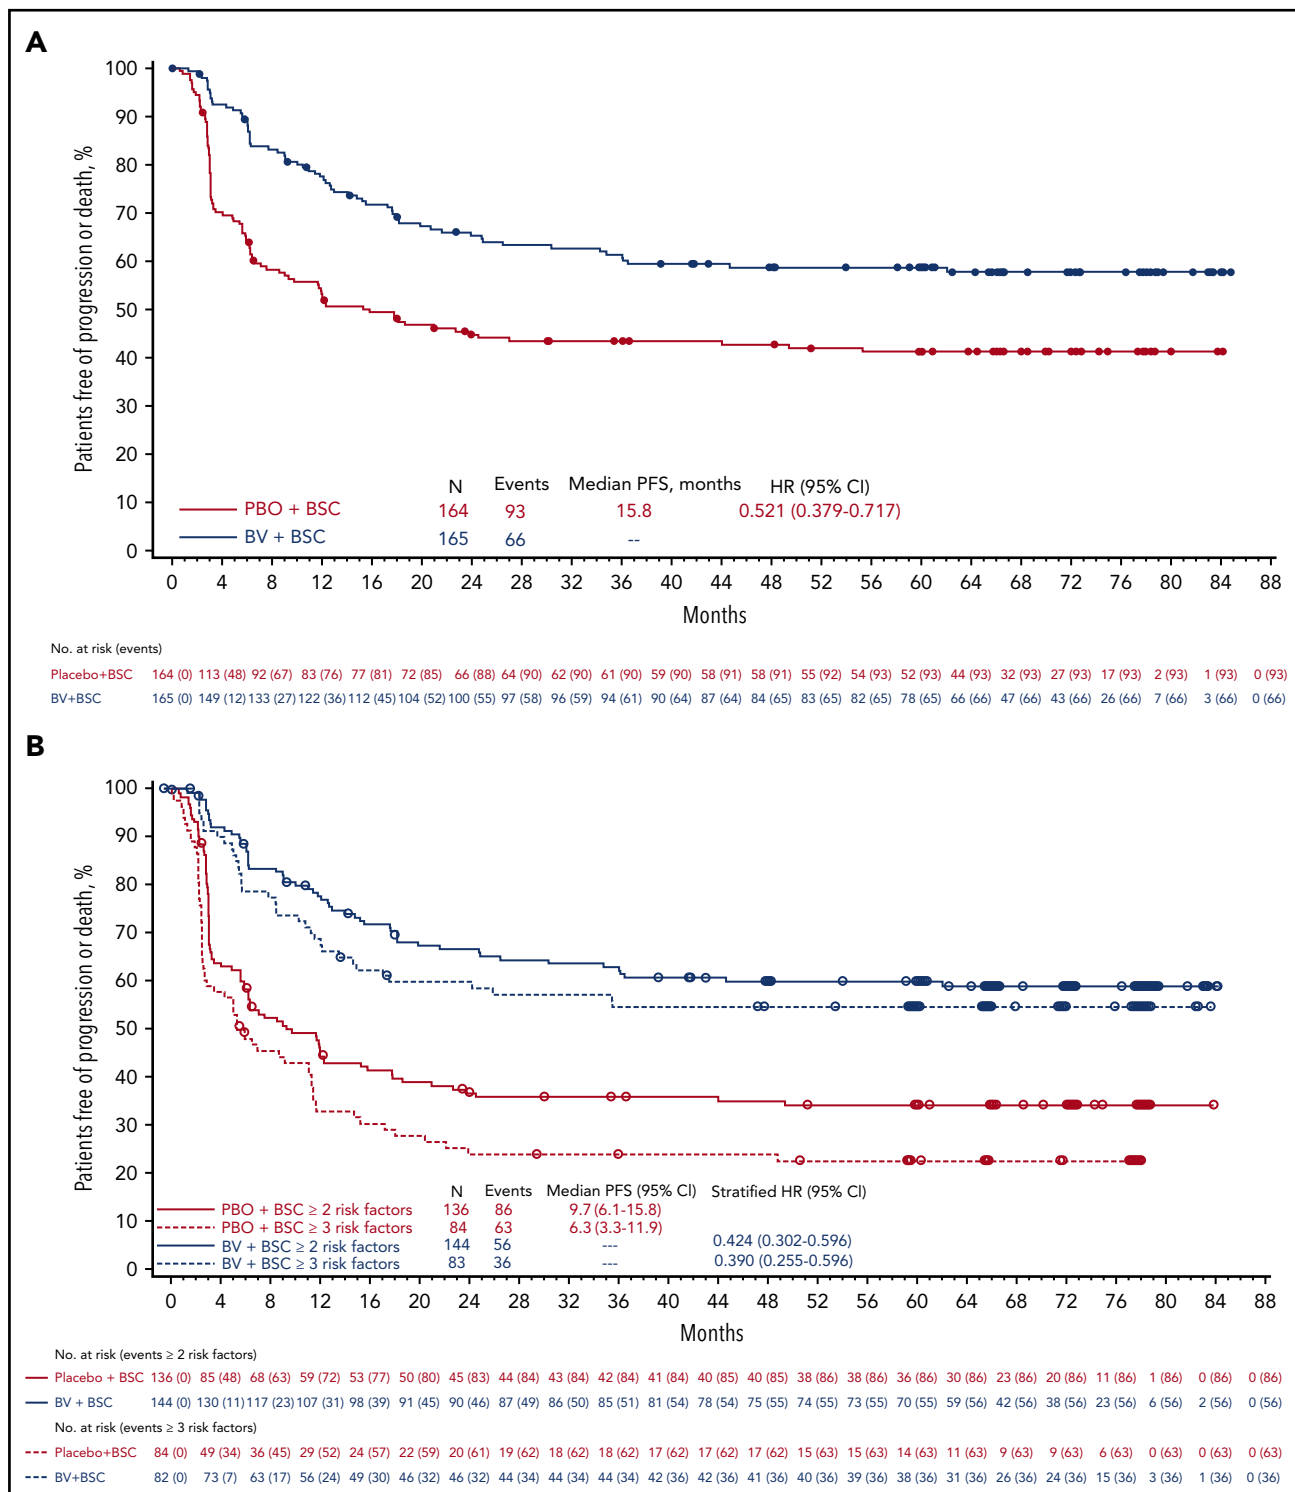 A
100
90
80
70
60
50
40
30
20
10
0
Patients free of progression or death, %
N Events Median PFS, months HR (95% CI)
PBO + BSC 164 93 15.8 0.521 (0.379-0.717)
BV + BSC 165 66 --
0 4 8 12 16 20 24 28 32 36 40 44 48 52 56 60 64 68 72 76 80 84 88
Months
No. at risk (events)
Placebo+BSC 164 (0) 113 (48) 92 (67) 83 (76) 77 (81) 72 (85) 66 (88) 64 (90) 62 (90) 61 (90) 59 (90) 58 (91) 58 (91) 55 (92) 54 (93) 52 (93) 44 (93) 32 (93) 27 (93) 17 (93) 2 (93) 1 (93) 0 (93)
BV+BSC 165 (0) 149 (12) 133 (27) 122 (36) 112 (45) 104 (52) 100 (55) 97 (58) 96 (59) 94 (61) 90 (64) 87 (64) 84 (65) 83 (65) 82 (65) 78 (65) 66 (66) 47 (66) 43 (66) 26 (66) 7 (66) 3 (66) 0 (66)
B
100
90
80
70
60
50
40
30
20
10
0
Patients free of progression or death, %
N Events Median PFS (95% CI) Stratified HR (95% CI)
PBO + BSC ≥ 2 risk factors 136 86 9.7 (6.1-15.8)
PBO + BSC ≥ 3 risk factors 84 63 6.3 (3.3-11.9)
BV + BSC ≥ 2 risk factors 144 56 --- 0.424 (0.302-0.596)
BV + BSC ≥ 3 risk factors 83 36 --- 0.390 (0.255-0.596)
0 4 8 12 16 20 24 28 32 36 40 44 48 52 56 60 64 68 72 76 80 84 88
Months
No. at risk (events ≥ 2 risk factors)
Placebo + BSC 136 (0) 85 (48) 68 (63) 59 (72) 53 (77) 50 (80) 45 (83) 44 (84) 43 (84) 42 (84) 41 (84) 40 (85) 40 (85) 38 (86) 38 (86) 36 (86) 30 (86) 23 (86) 20 (86) 11 (86) 1 (86) 0 (86) 0 (86)
BV + BSC 144 (0) 130 (11) 117 (23) 107 (31) 98 (39) 91 (45) 90 (46) 87 (49) 86 (50) 85 (51) 81 (54) 78 (54) 75 (55) 74 (55) 73 (55) 70 (55) 59 (56) 42 (56) 38 (56) 23 (56) 6 (56) 2 (56) 0 (56)
No. at risk (events ≥ 3 risk factors)
Placebo+BSC 84 (0) 49 (34) 36 (45) 29 (52) 24 (57) 22 (59) 20 (61) 19 (62) 18 (62) 18 (62) 17 (62) 17 (62) 17 (62) 15 (63) 15 (63) 14 (63) 11 (63) 9 (63) 9 (63) 6 (63) 0 (63) 0 (63) 0 (63)
BV+BSC 82 (0) 73 (7) 63 (17) 56 (24) 49 (30) 46 (32) 46 (32) 44 (34) 44 (34) 44 (34) 42 (36) 42 (36) 41 (36) 40 (36) 39 (36) 38 (36) 31 (36) 26 (36) 24 (36) 15 (36) 3 (36) 1 (36) 0 (36)